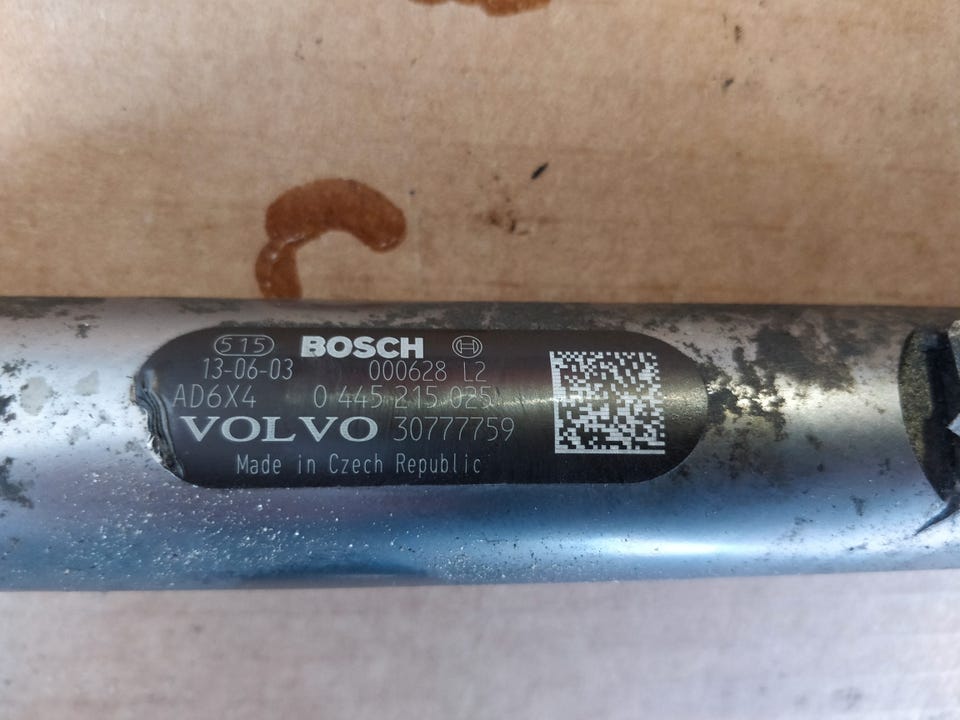 515 BOSCH
13-06-03 000628 L2
AD6X4 0 445 215 025
VOLVO 30777759
Made in Czech Republic